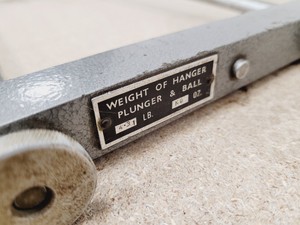 WEIGHT OF HANGER
PLUNGER & BALL
LB. OZ.